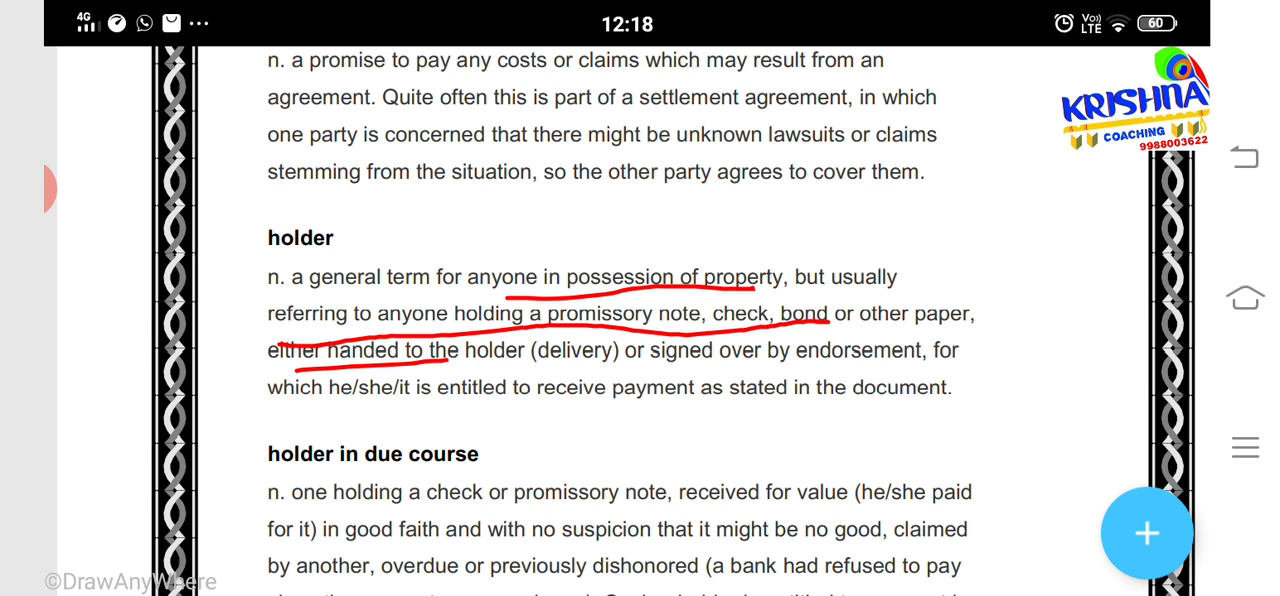 4G
12:18
Vo))
LTE
60
KRISHNA
COACHING
9988003622
n. a promise to pay any costs or claims which may result from an
agreement. Quite often this is part of a settlement agreement, in which
one party is concerned that there might be unknown lawsuits or claims
stemming from the situation, so the other party agrees to cover them.
holder
n. a general term for anyone in possession of property, but usually
referring to anyone holding a promissory note, check, bond or other paper,
either handed to the holder (delivery) or signed over by endorsement, for
which he/she/it is entitled to receive payment as stated in the document.
holder in due course
n. one holding a check or promissory note, received for value (he/she paid
for it) in good faith and with no suspicion that it might be no good, claimed
by another, overdue or previously dishonored (a bank had refused to pay
©DrawAnyWhere